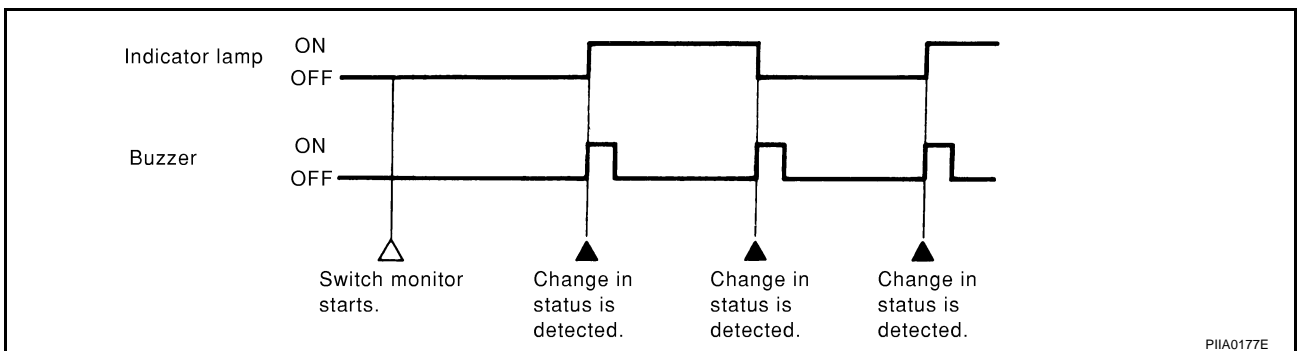 Indicator lamp
ON
OFF
Buzzer
ON
OFF
Switch monitor
starts.
Change in
status is
detected.
Change in
status is
detected.
Change in
status is
detected.
PIIA0177E